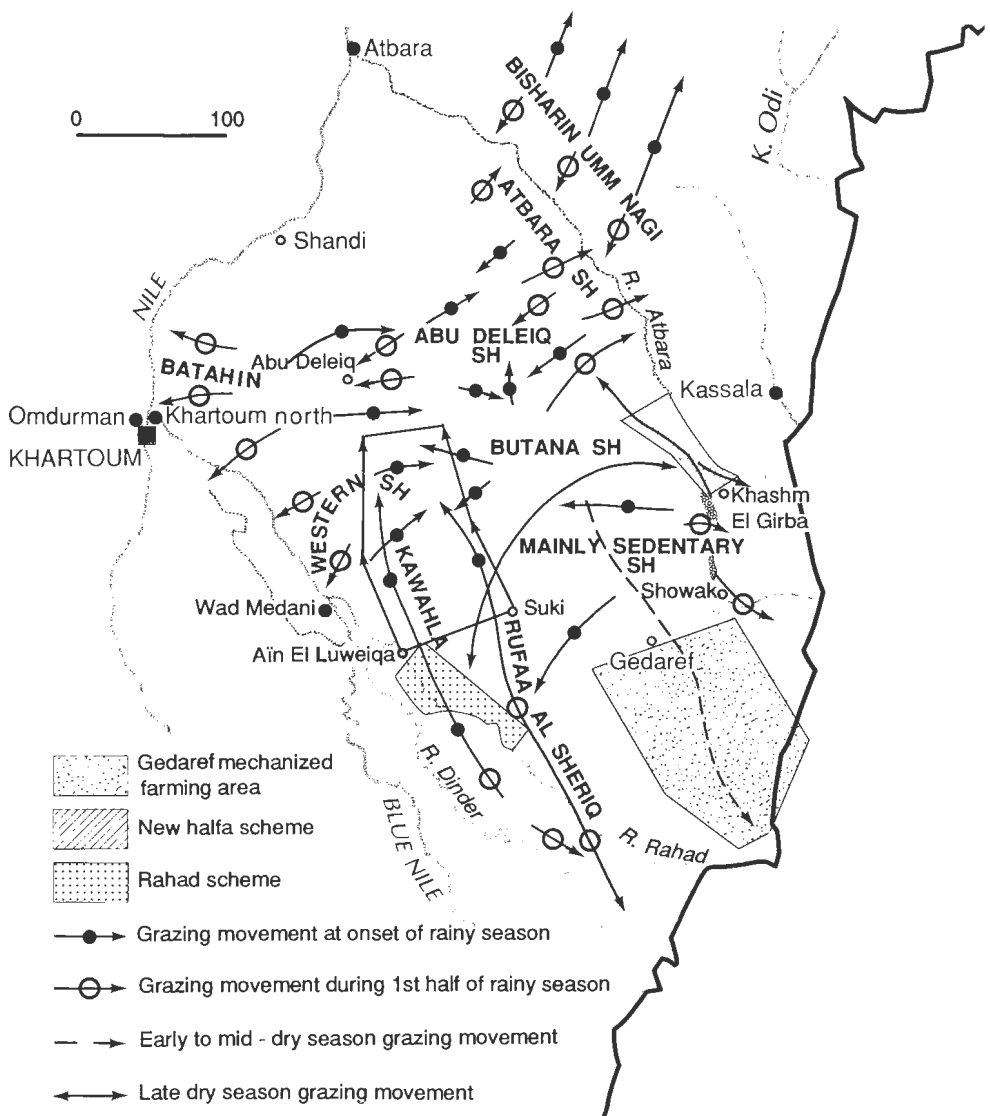 Atbara
0 100
BISHARIN UMM NAGI
K. Odi
ATBARA SH
Shandi
NILE
R. Atbara
ABU DELEIQ
SH
Abu Deleiq
BATAHIN
Kassala
Omdurman
Khartoum north
KHARTOUM
BUTANA SH
WESTERN SH
Khashm
El Girba
MAINLY SEDENTARY
SH
KAWAHLA
Showak
Wad Medani
Suki
RUFAA AL SHERIQ
Aïn El Luweiqa
Gedaref
R. Dinder
BLUE NILE
R. Rahad
Gedaref mechanized
farming area
New halfa scheme
Rahad scheme
Grazing movement at onset of rainy season
Grazing movement during 1st half of rainy season
Early to mid - dry season grazing movement
Late dry season grazing movement